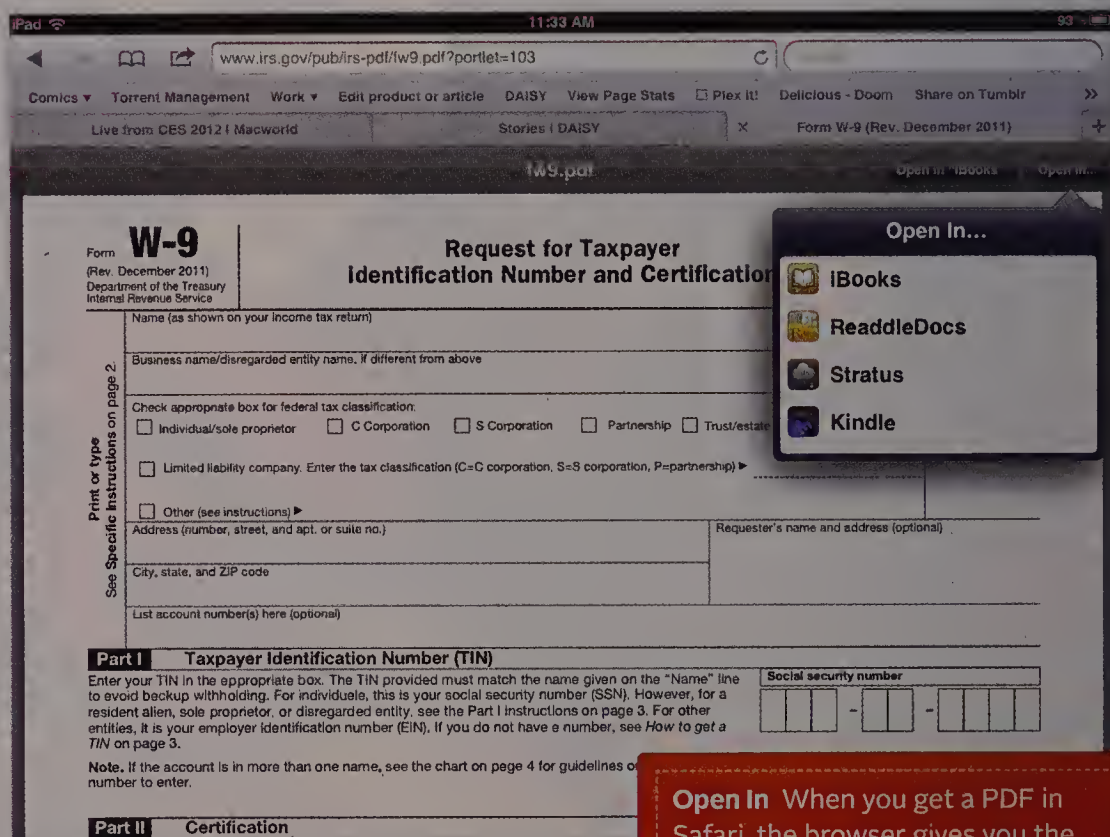 iPad 11:33 AM 93
www.irs.gov/pub/irs-pdf/fw9.pdf?portlet=103
Comics ▾ Torrent Management Work ▾ Edit product or article DAISY View Page Stats Plex it! Delicious - Doom Share on Tumblr »
Live from CES 2012 | Macworld Stories | DAISY × Form W-9 (Rev. December 2011) +
fw9.pdf Open in "iBooks" Open in...
Open In...
iBooks
ReaddleDocs
Stratus
Kindle
Form W-9
(Rev. December 2011)
Department of the Treasury
Internal Revenue Service
Request for Taxpayer
Identification Number and Certification
Name (as shown on your income tax return)
Business name/disregarded entity name, if different from above
Check appropriate box for federal tax classification:
Individual/sole proprietor C Corporation S Corporation Partnership Trust/estate
Limited liability company. Enter the tax classification (C=C corporation, S=S corporation, P=partnership) ▶
Other (see instructions) ▶
Address (number, street, and apt. or suite no.) Requester's name and address (optional)
City, state, and ZIP code
List account number(s) here (optional)
Print or type
See Specific Instructions on page 2.
Part I Taxpayer Identification Number (TIN)
Enter your TIN in the appropriate box. The TIN provided must match the name given on the "Name" line
to avoid backup withholding. For individuals, this is your social security number (SSN). However, for a
resident alien, sole proprietor, or disregarded entity, see the Part I instructions on page 3. For other
entities, it is your employer identification number (EIN). If you do not have a number, see How to get a
TIN on page 3.
Social security number
– –
Note. If the account is in more than one name, see the chart on page 4 for guidelines
number to enter.
Part II Certification
Open In When you get a PDF in
Safari, the browser gives you the